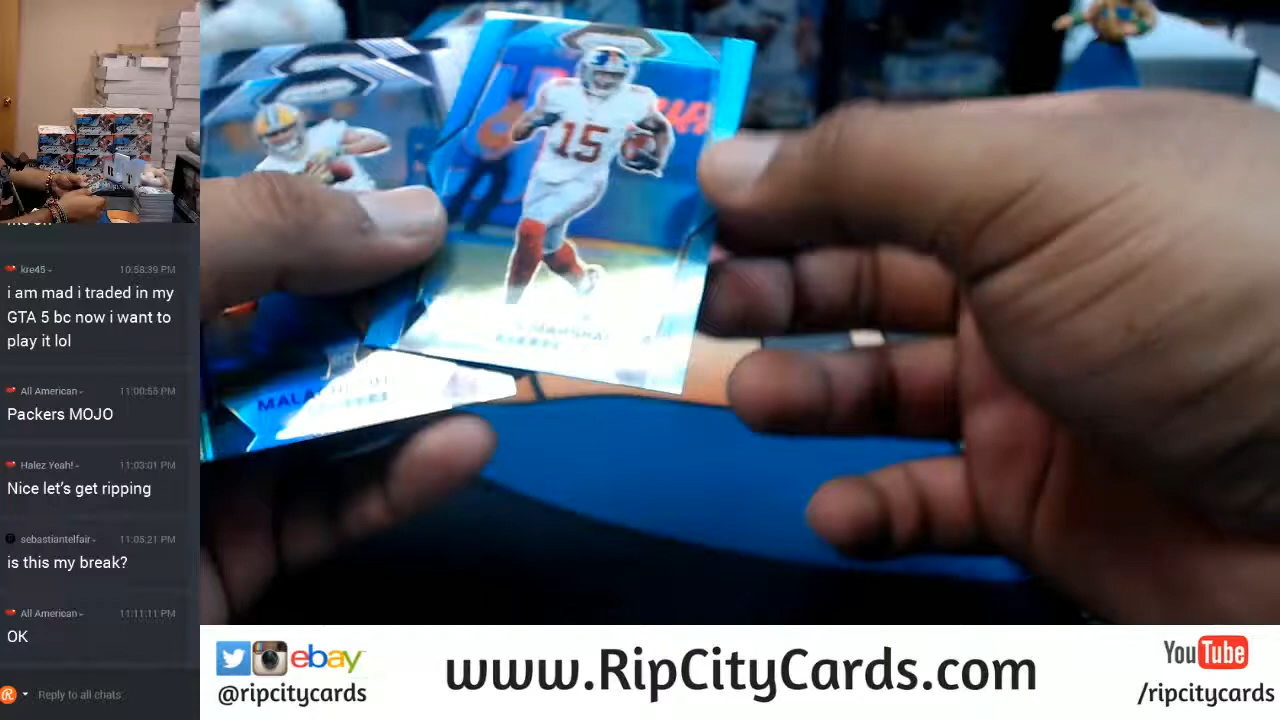 kre45
10:58:39 PM
i am mad i traded in my
GTA 5 bc now i want to
play it lol
All American
11:00:55 PM
Packers MOJO
Halez Yeah!
11:03:01 PM
Nice let's get ripping
sebastiantelfair
11:05:21 PM
is this my break?
All American
11:11:11 PM
OK
Reply to all chats
15
ebay
@ripcitycards
www.RipCityCards.com
YouTube
/ripcitycards